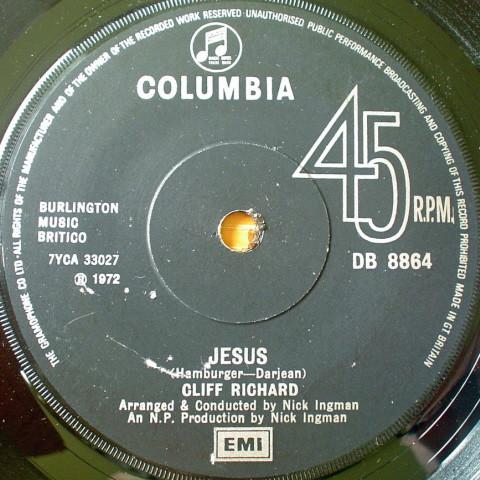 THE GRAMOPHONE CO LTD·ALL RIGHTS OF THE MANUFACTURER AND OF THE OWNER OF THE RECORDED WORK RESERVED·UNAUTHORISED PUBLIC PERFORMANCE BROADCASTING AND COPYING OF THIS RECORD PROHIBITED MADE IN GT BRITAIN
COLUMBIA
45 R.P.M.
BURLINGTON
MUSIC
BRITICO
7YCA 33027
Ⓟ 1972
DB 8864
JESUS
(Hamburger—Darjean)
CLIFF RICHARD
Arranged & Conducted by Nick Ingman
An N.P. Production by Nick Ingman
EMI